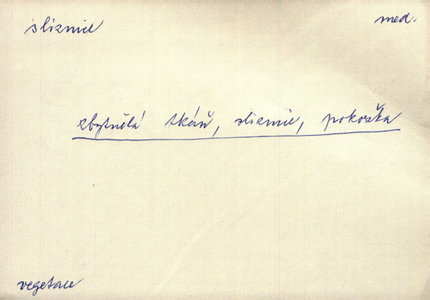 sliznice
med.
zbytnělá tkáň, sliznice, pokožka
vegetace